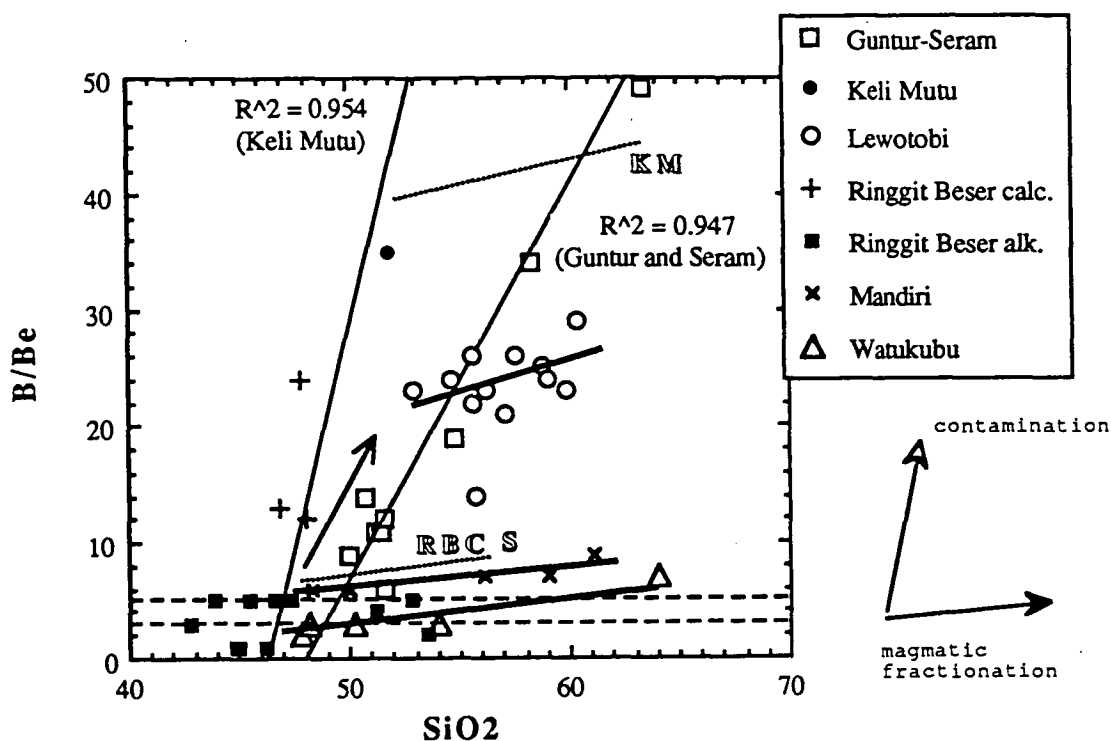 Guntur-Seram
Keli Mutu
Lewotobi
Ringgit Beser calc.
Ringgit Beser alk.
Mandiri
Watukubu
50
40
30
20
10
0
R^2 = 0.954
(Keli Mutu)
KM
R^2 = 0.947
(Guntur and Seram)
RBCS
B/Be
40
50
60
70
SiO2
contamination
magmatic
fractionation